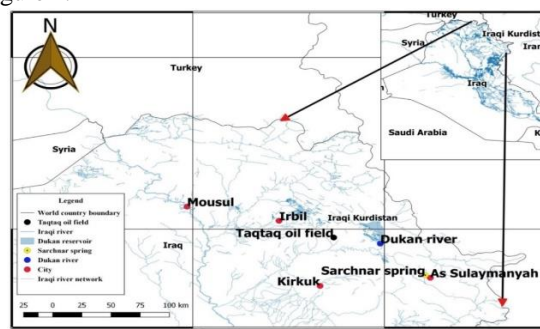 N
Turkey
Syria
Mousul
Irbil
Iraqi Kurdistan
Taqtaq oil field
Dukan river
Iraq
Sarchnar spring
As Sulaymanyah
Kirkuk
Legend
World country boundary
Taqtaq oil field
Iraqi river
Dukan reservoir
Sarchnar spring
Dukan river
City
Iraqi river network
25 0 25 50 75 100 km
Turkey
Syria
Iraqi Kurdistan
Iran
Iraq
Saudi Arabia
K